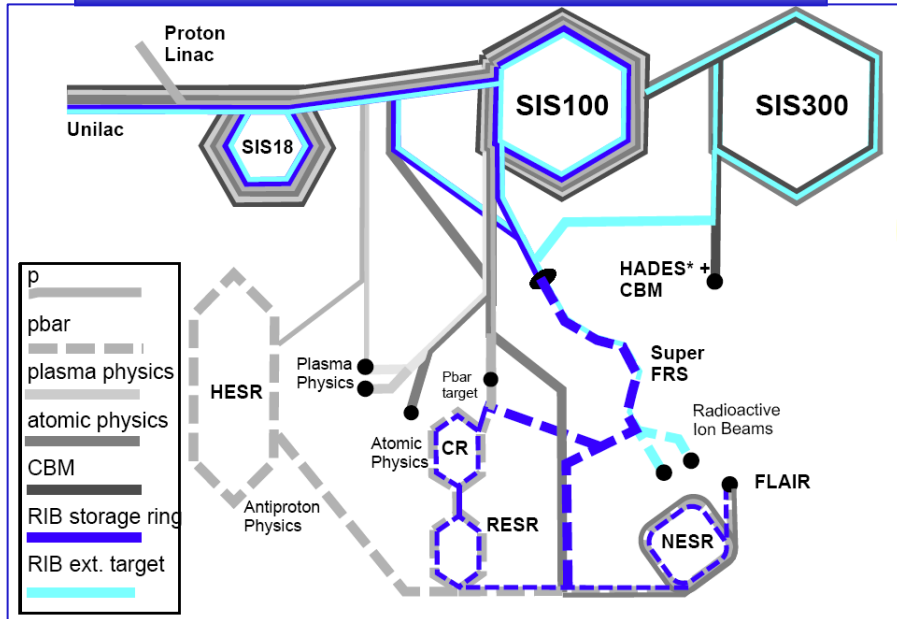 Proton
Linac
Unilac
SIS18
SIS100
SIS300
HADES* +
CBM
p
pbar
plasma physics
atomic physics
CBM
RIB storage ring
RIB ext. target
HESR
Plasma
Physics
Pbar
target
Super
FRS
Radioactive
Ion Beams
Atomic
Physics
CR
Antiproton
Physics
RESR
FLAIR
NESR